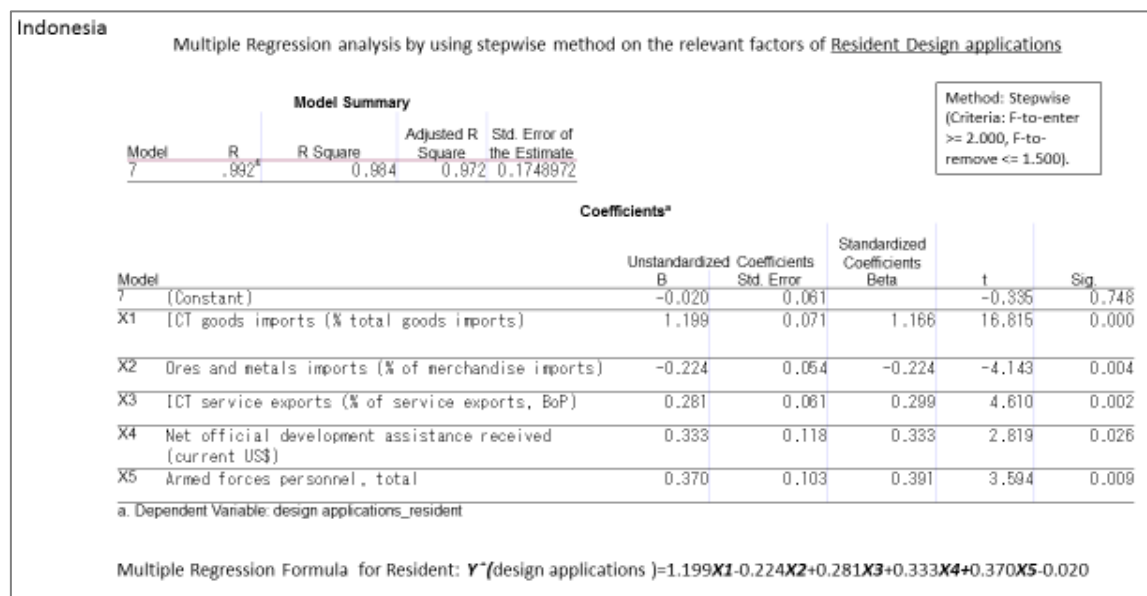 Indonesia
Multiple Regression analysis by using stepwise method on the relevant factors of Resident Design applications
Method: Stepwise
(Criteria: F-to-enter
>= 2.000, F-to-
remove <= 1.500).
Model Summary
Model R R Square Adjusted R Square Std. Error of the Estimate
7 .992ᵃ 0.984 0.972 0.1748972
Coefficientsᵃ
Model Unstandardized Coefficients B Std. Error Standardized Coefficients Beta t Sig.
7 (Constant) -0.020 0.061 -0.335 0.748
X1 ICT goods imports (% total goods imports) 1.199 0.071 1.166 16.815 0.000
X2 Ores and metals imports (% of merchandise imports) -0.224 0.054 -0.224 -4.143 0.004
X3 ICT service exports (% of service exports, BoP) 0.281 0.061 0.299 4.610 0.002
X4 Net official development assistance received 0.333 0.118 0.333 2.819 0.026
(current US$)
X5 Armed forces personnel, total 0.370 0.103 0.391 3.594 0.009
a. Dependent Variable: design applications_resident
Multiple Regression Formula for Resident: Yˆ(design applications )=1.199X1-0.224X2+0.281X3+0.333X4+0.370X5-0.020